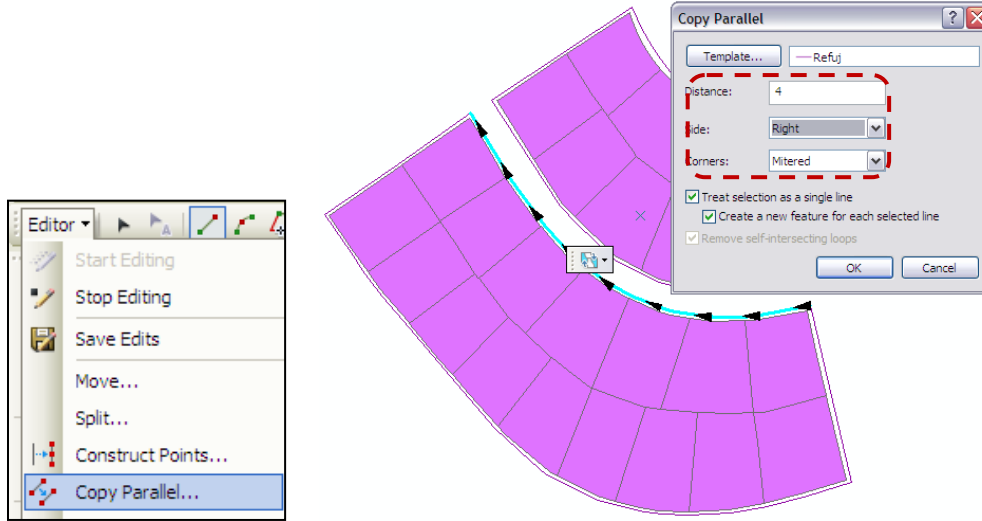 Copy Parallel
Template...
Refuj
Distance: 4
Side: Right
Corners: Mitered
Treat selection as a single line
Create a new feature for each selected line
Remove self-intersecting loops
OK Cancel
Editor
Start Editing
Stop Editing
Save Edits
Move...
Split...
Construct Points...
Copy Parallel...